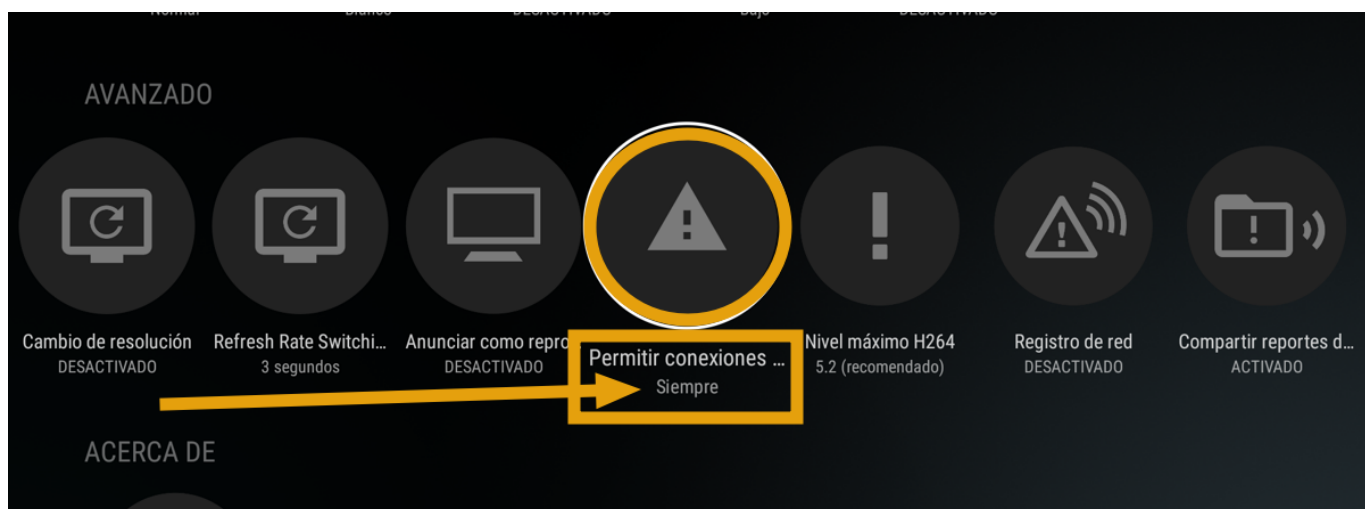 AVANZADO
Cambio de resolución
DESACTIVADO
Refresh Rate Switchi...
3 segundos
Anunciar como repro
DESACTIVADO
Permitir conexiones ...
Siempre
Nivel máximo H264
5.2 (recomendado)
Registro de red
DESACTIVADO
Compartir reportes d...
ACTIVADO
ACERCA DE